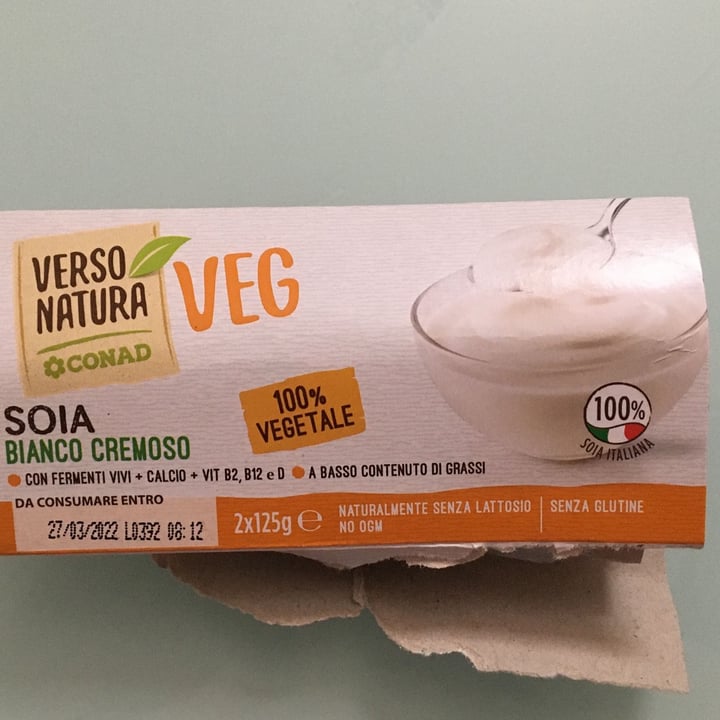 VERSO
NATURA
CONAD
VEG
SOIA
BIANCO CREMOSO
100%
VEGETALE
CON FERMENTI VIVI + CALCIO + VIT B2, B12 e D
A BASSO CONTENUTO DI GRASSI
100%
SOIA ITALIANA
DA CONSUMARE ENTRO
27/03/2022 L0392 08:12
2x125g ℮
NATURALMENTE SENZA LATTOSIO
NO OGM
SENZA GLUTINE